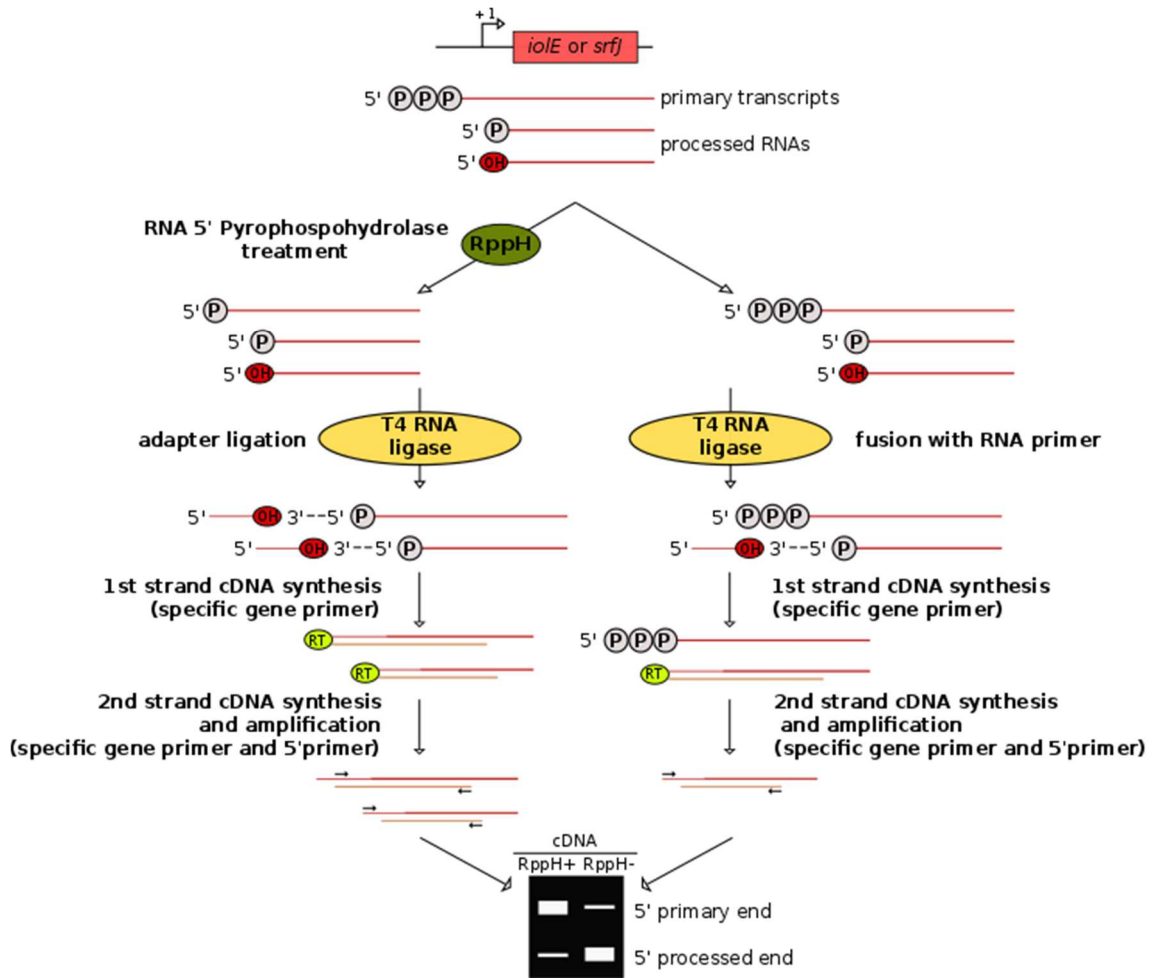 +1
iolE or srfJ
5' P P P primary transcripts
5' P
processed RNAs
5' OH
RNA 5' Pyrophospohydrolase
treatment
RppH
5' P
5' P
5' OH
5' P P P
5' P
5' OH
adapter ligation
T4 RNA
ligase
T4 RNA
ligase
fusion with RNA primer
5' OH 3'--5' P
5' OH 3'--5' P
5' P P P
5' OH 3'--5' P
1st strand cDNA synthesis
(specific gene primer)
1st strand cDNA synthesis
(specific gene primer)
RT
RT
5' P P P
RT
2nd strand cDNA synthesis
and amplification
(specific gene primer and 5'primer)
2nd strand cDNA synthesis
and amplification
(specific gene primer and 5'primer)
cDNA
RppH+ RppH-
5' primary end
5' processed end